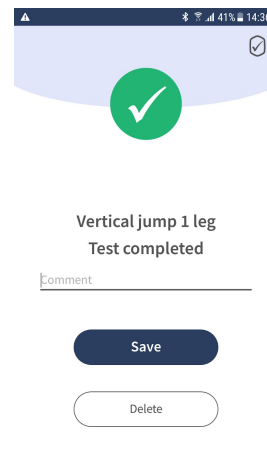 41% 14:30
Vertical jump 1 leg
Test completed
Comment
Save
Delete